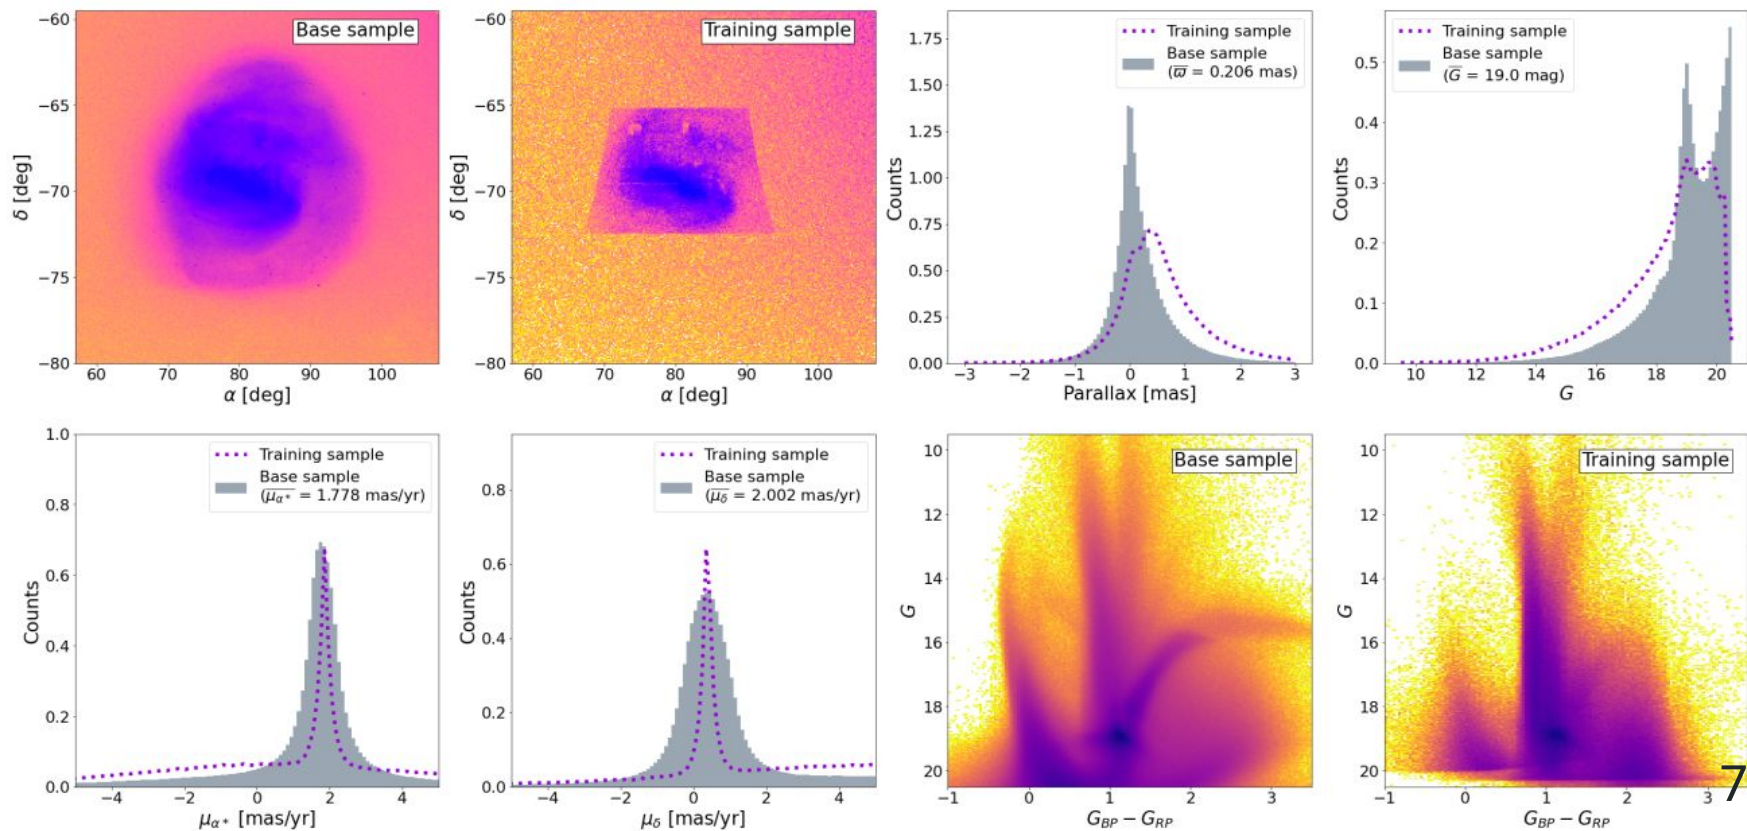 Base sample
−60
−65
−70
−75
−80
δ [deg]
60 70 80 90 100
α [deg]
Training sample
−60
−65
−70
−75
−80
δ [deg]
60 70 80 90 100
α [deg]
Training sample
Base sample
(ϖ̅ = 0.206 mas)
1.75
1.50
1.25
1.00
0.75
0.50
0.25
0.00
Counts
−3 −2 −1 0 1 2 3
Parallax [mas]
Training sample
Base sample
(G̅ = 19.0 mag)
0.5
0.4
0.3
0.2
0.1
0.0
Counts
10 12 14 16 18 20
G
Training sample
Base sample
(μ̅α* = 1.778 mas/yr)
1.0
0.8
0.6
0.4
0.2
0.0
Counts
−4 −2 0 2 4
μα* [mas/yr]
Training sample
Base sample
(μ̅δ = 2.002 mas/yr)
0.8
0.6
0.4
0.2
0.0
Counts
−4 −2 0 2 4
μδ [mas/yr]
Base sample
10
12
14
16
18
20
G
−1 0 1 2 3
GBP − GRP
Training sample
10
12
14
16
18
20
G
−1 0 1 2 3
GBP − GRP
7